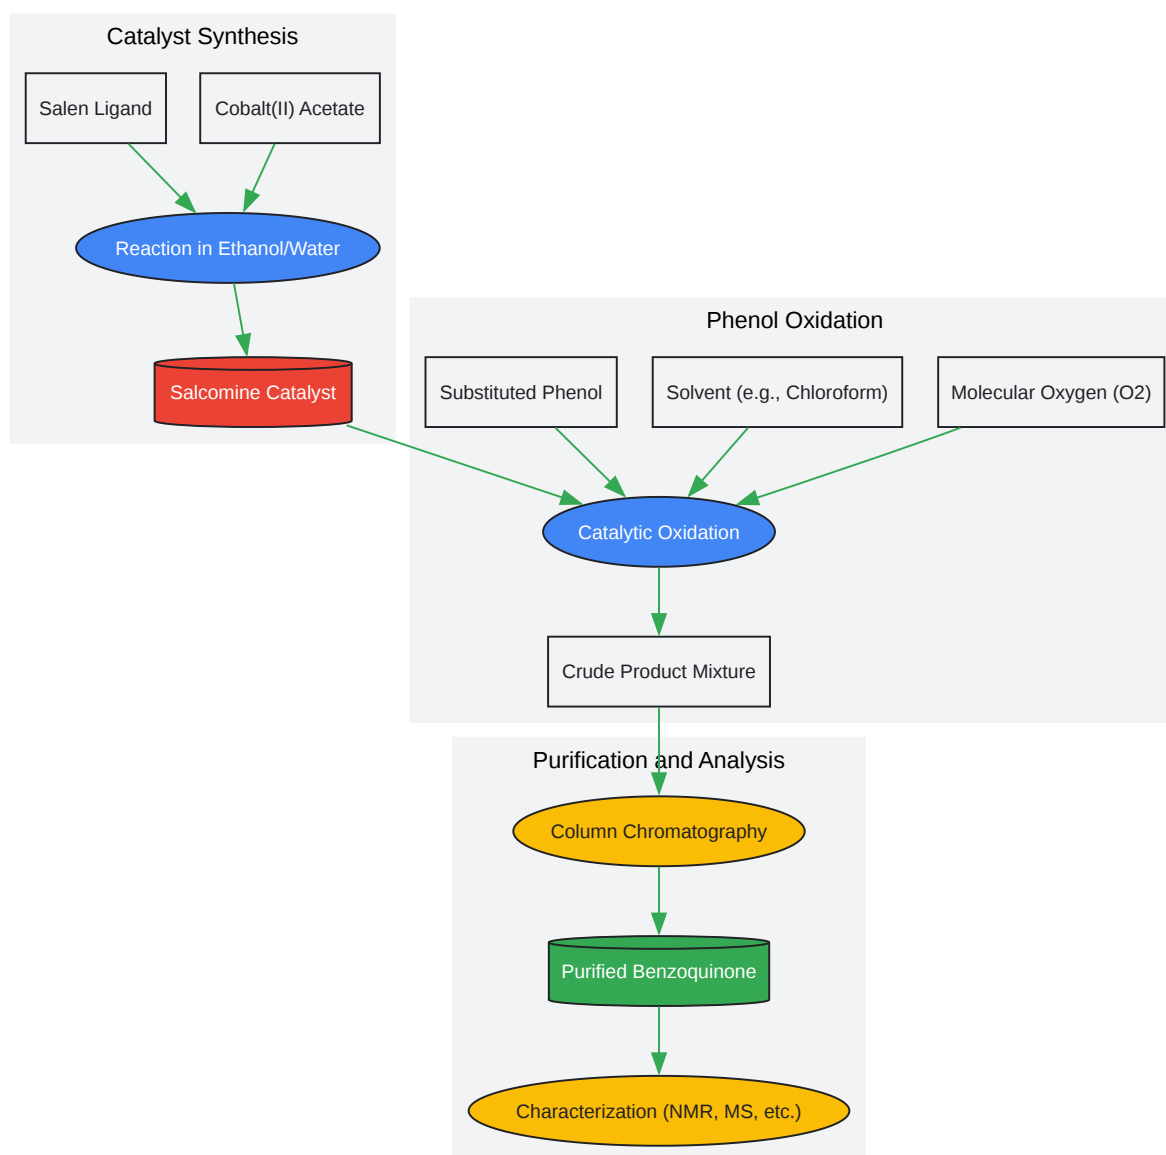 Catalyst Synthesis
Salen Ligand
Cobalt(II) Acetate
Reaction in Ethanol/Water
Salcomine Catalyst
Phenol Oxidation
Substituted Phenol
Solvent (e.g., Chloroform)
Molecular Oxygen (O2)
Catalytic Oxidation
Crude Product Mixture
Purification and Analysis
Column Chromatography
Purified Benzoquinone
Characterization (NMR, MS, etc.)